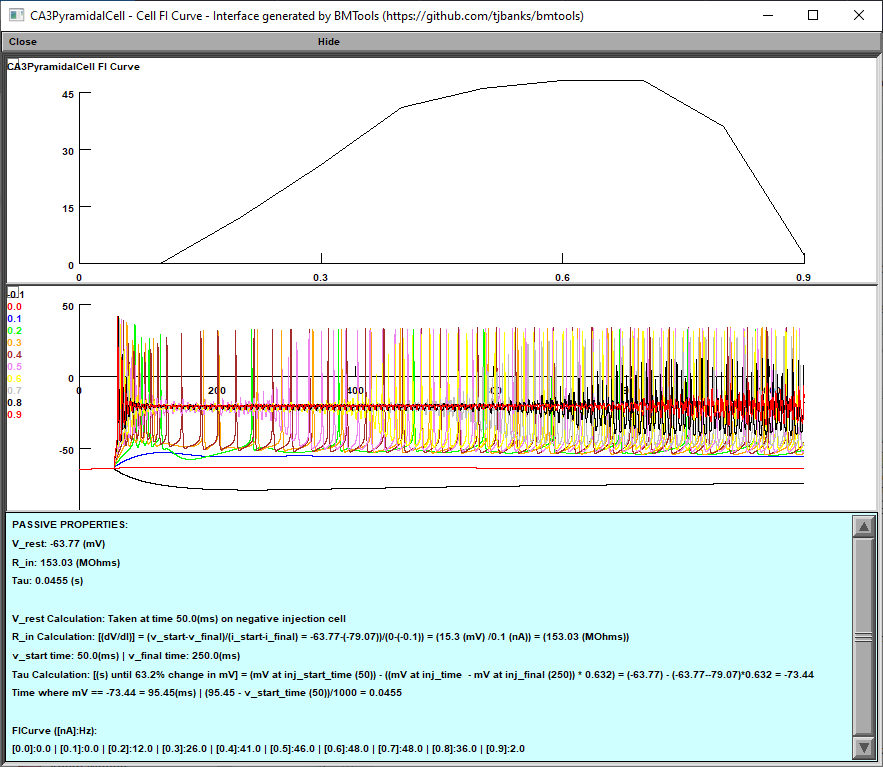 CA3PyramidalCell - Cell FI Curve - Interface generated by BMTools (https://github.com/tjbanks/bmtools)
Close Hide
CA3PyramidalCell FI Curve
45
30
15
0
0 0.3 0.6 0.9
-0.1
0.0
0.1
0.2
0.3
0.4
0.5
0.6
0.7
0.8
0.9
50
0
-50
0 200 400
PASSIVE PROPERTIES:
V_rest: -63.77 (mV)
R_in: 153.03 (MOhms)
Tau: 0.0455 (s)
V_rest Calculation: Taken at time 50.0(ms) on negative injection cell
R_in Calculation: [(dV/dI)] = (v_start-v_final)/(i_start-i_final) = -63.77-(-79.07))/(0-(-0.1)) = (15.3 (mV) /0.1 (nA)) = (153.03 (MOhms))
v_start time: 50.0(ms) | v_final time: 250.0(ms)
Tau Calculation: [(s) until 63.2% change in mV] = (mV at inj_start_time (50)) - ((mV at inj_time - mV at inj_final (250)) * 0.632) = (-63.77) - (-63.77--79.07)*0.632 = -73.44
Time where mV == -73.44 = 95.45(ms) | (95.45 - v_start_time (50))/1000 = 0.0455
FICurve ([nA]:Hz):
[0.0]:0.0 | [0.1]:0.0 | [0.2]:12.0 | [0.3]:26.0 | [0.4]:41.0 | [0.5]:46.0 | [0.6]:48.0 | [0.7]:48.0 | [0.8]:36.0 | [0.9]:2.0